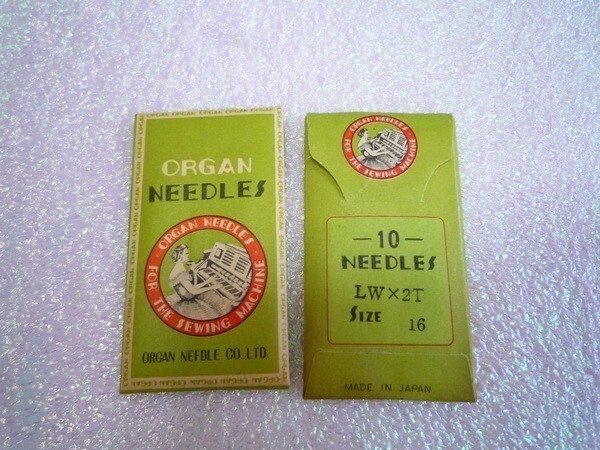 ORGAN
NEEDLES
ORGAN NEEDLES
FOR THE SEWING MACHINE
ORGAN NEEDLE CO.,LTD.
ORGAN NEEDLES
FOR THE SEWING MACHINE
—10—
NEEDLES
LW×2T
SIZE 16
MADE IN JAPAN